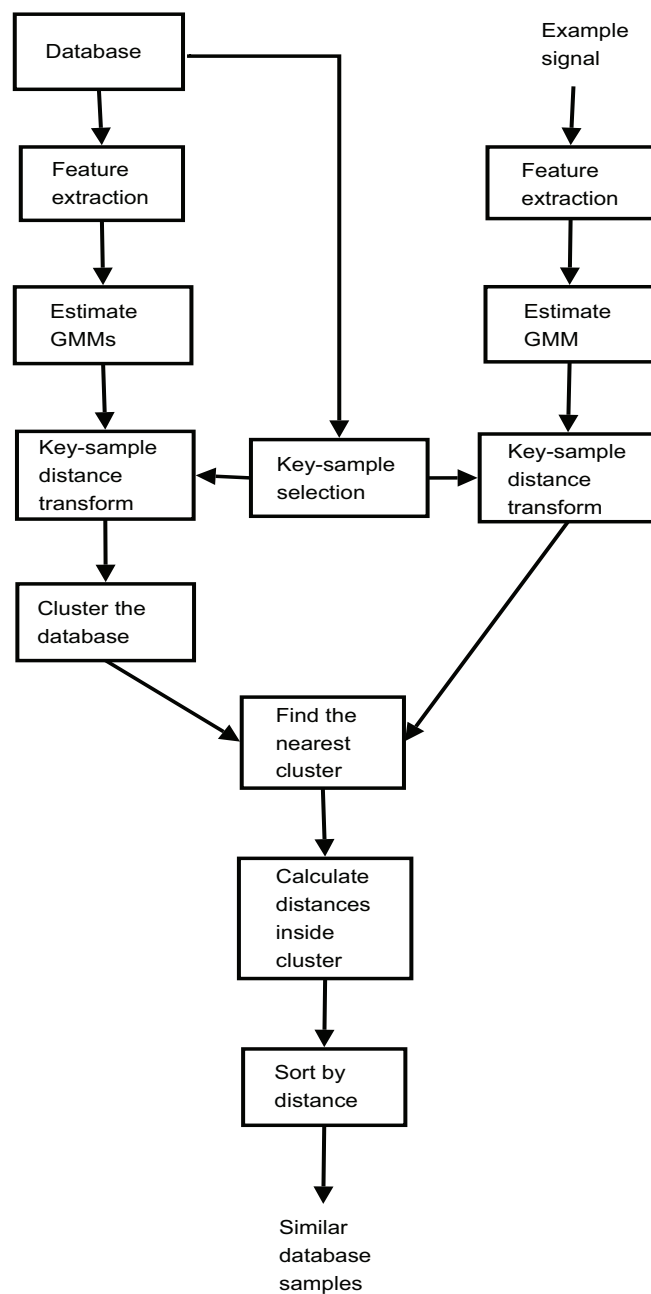 Database
Example
signal
Feature
extraction
Feature
extraction
Estimate
GMMs
Estimate
GMM
Key-sample
distance
transform
Key-sample
selection
Key-sample
distance
transform
Cluster the
database
Find the
nearest
cluster
Calculate
distances
inside
cluster
Sort by
distance
Similar
database
samples